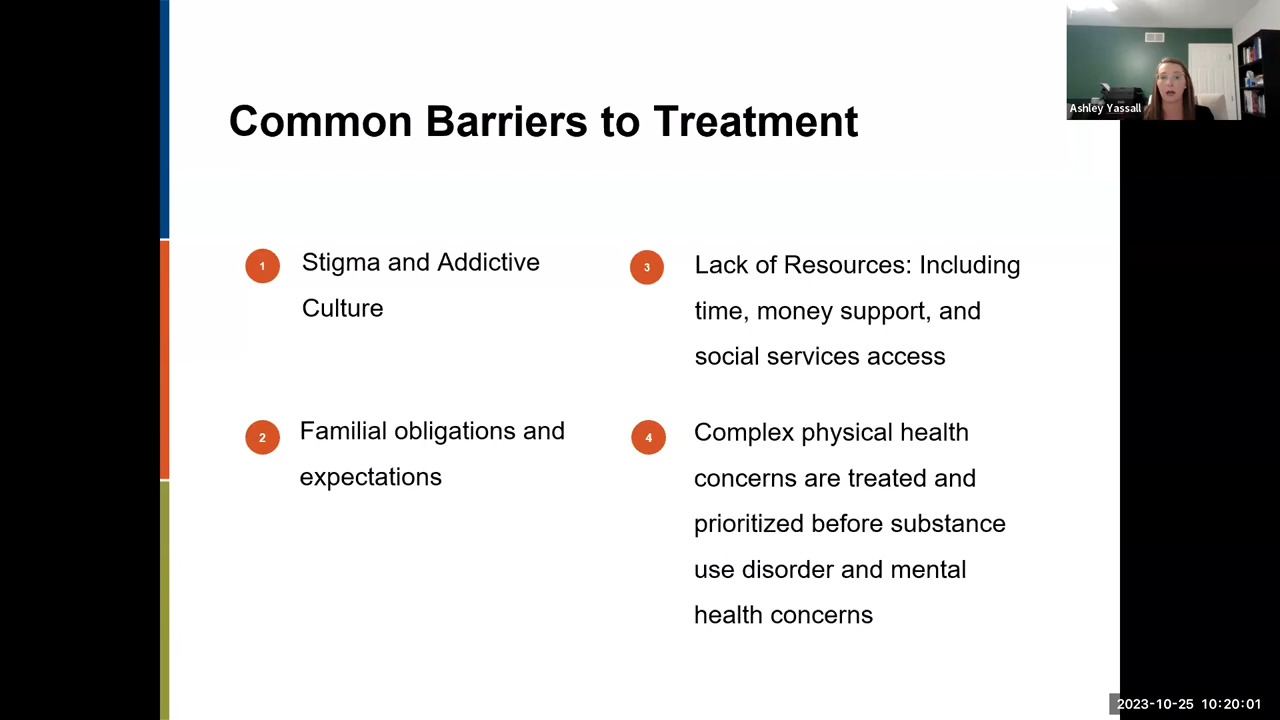 Common Barriers to Treatment
Ashley Yassall
1
Stigma and Addictive
Culture
2
Familial obligations and
expectations
3
Lack of Resources: Including
time, money support, and
social services access
4
Complex physical health
concerns are treated and
prioritized before substance
use disorder and mental
health concerns
2023-10-25 10:20:01